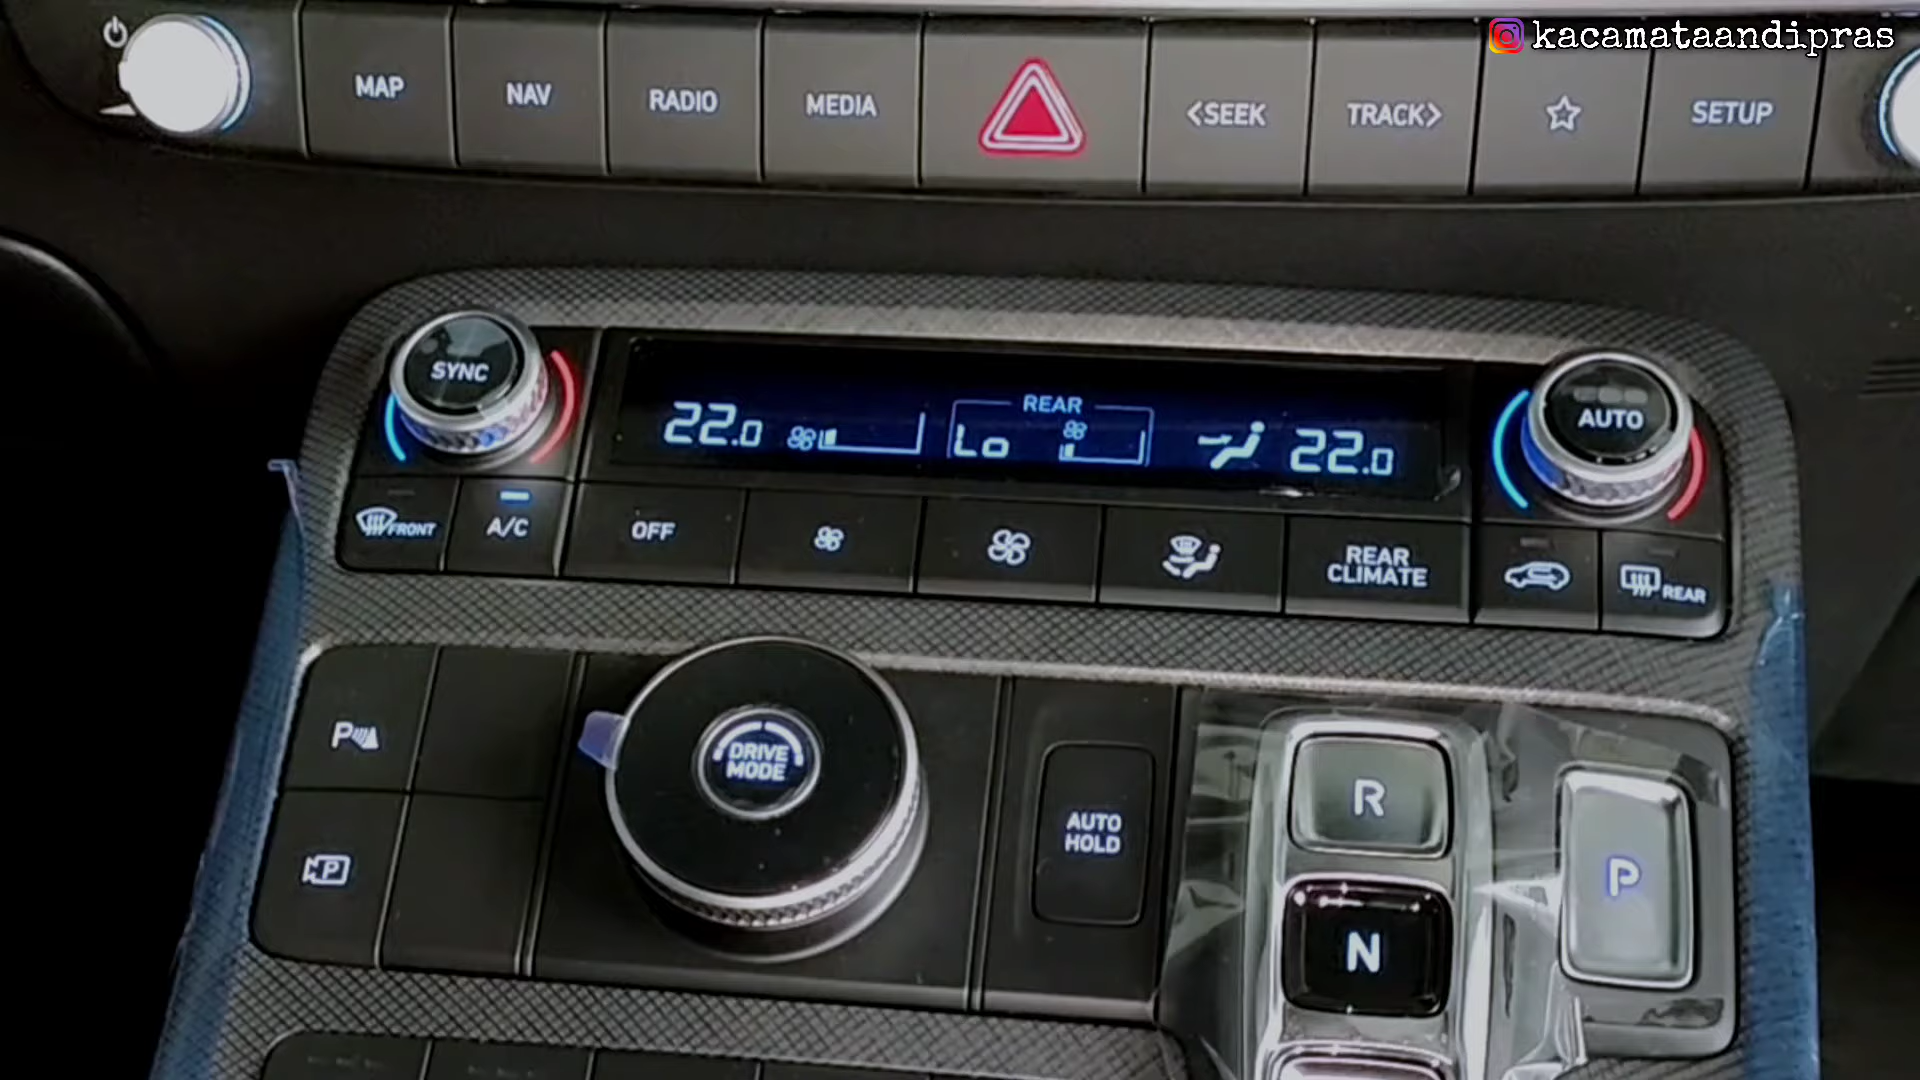 kacamataandipras
MAP
NAV
RADIO
MEDIA
<SEEK
TRACK>
SETUP
SYNC
22.0
REAR
Lo
22.0
AUTO
FRONT
A/C
OFF
REAR
CLIMATE
REAR
P
DRIVE
MODE
AUTO
HOLD
R
P
P
N